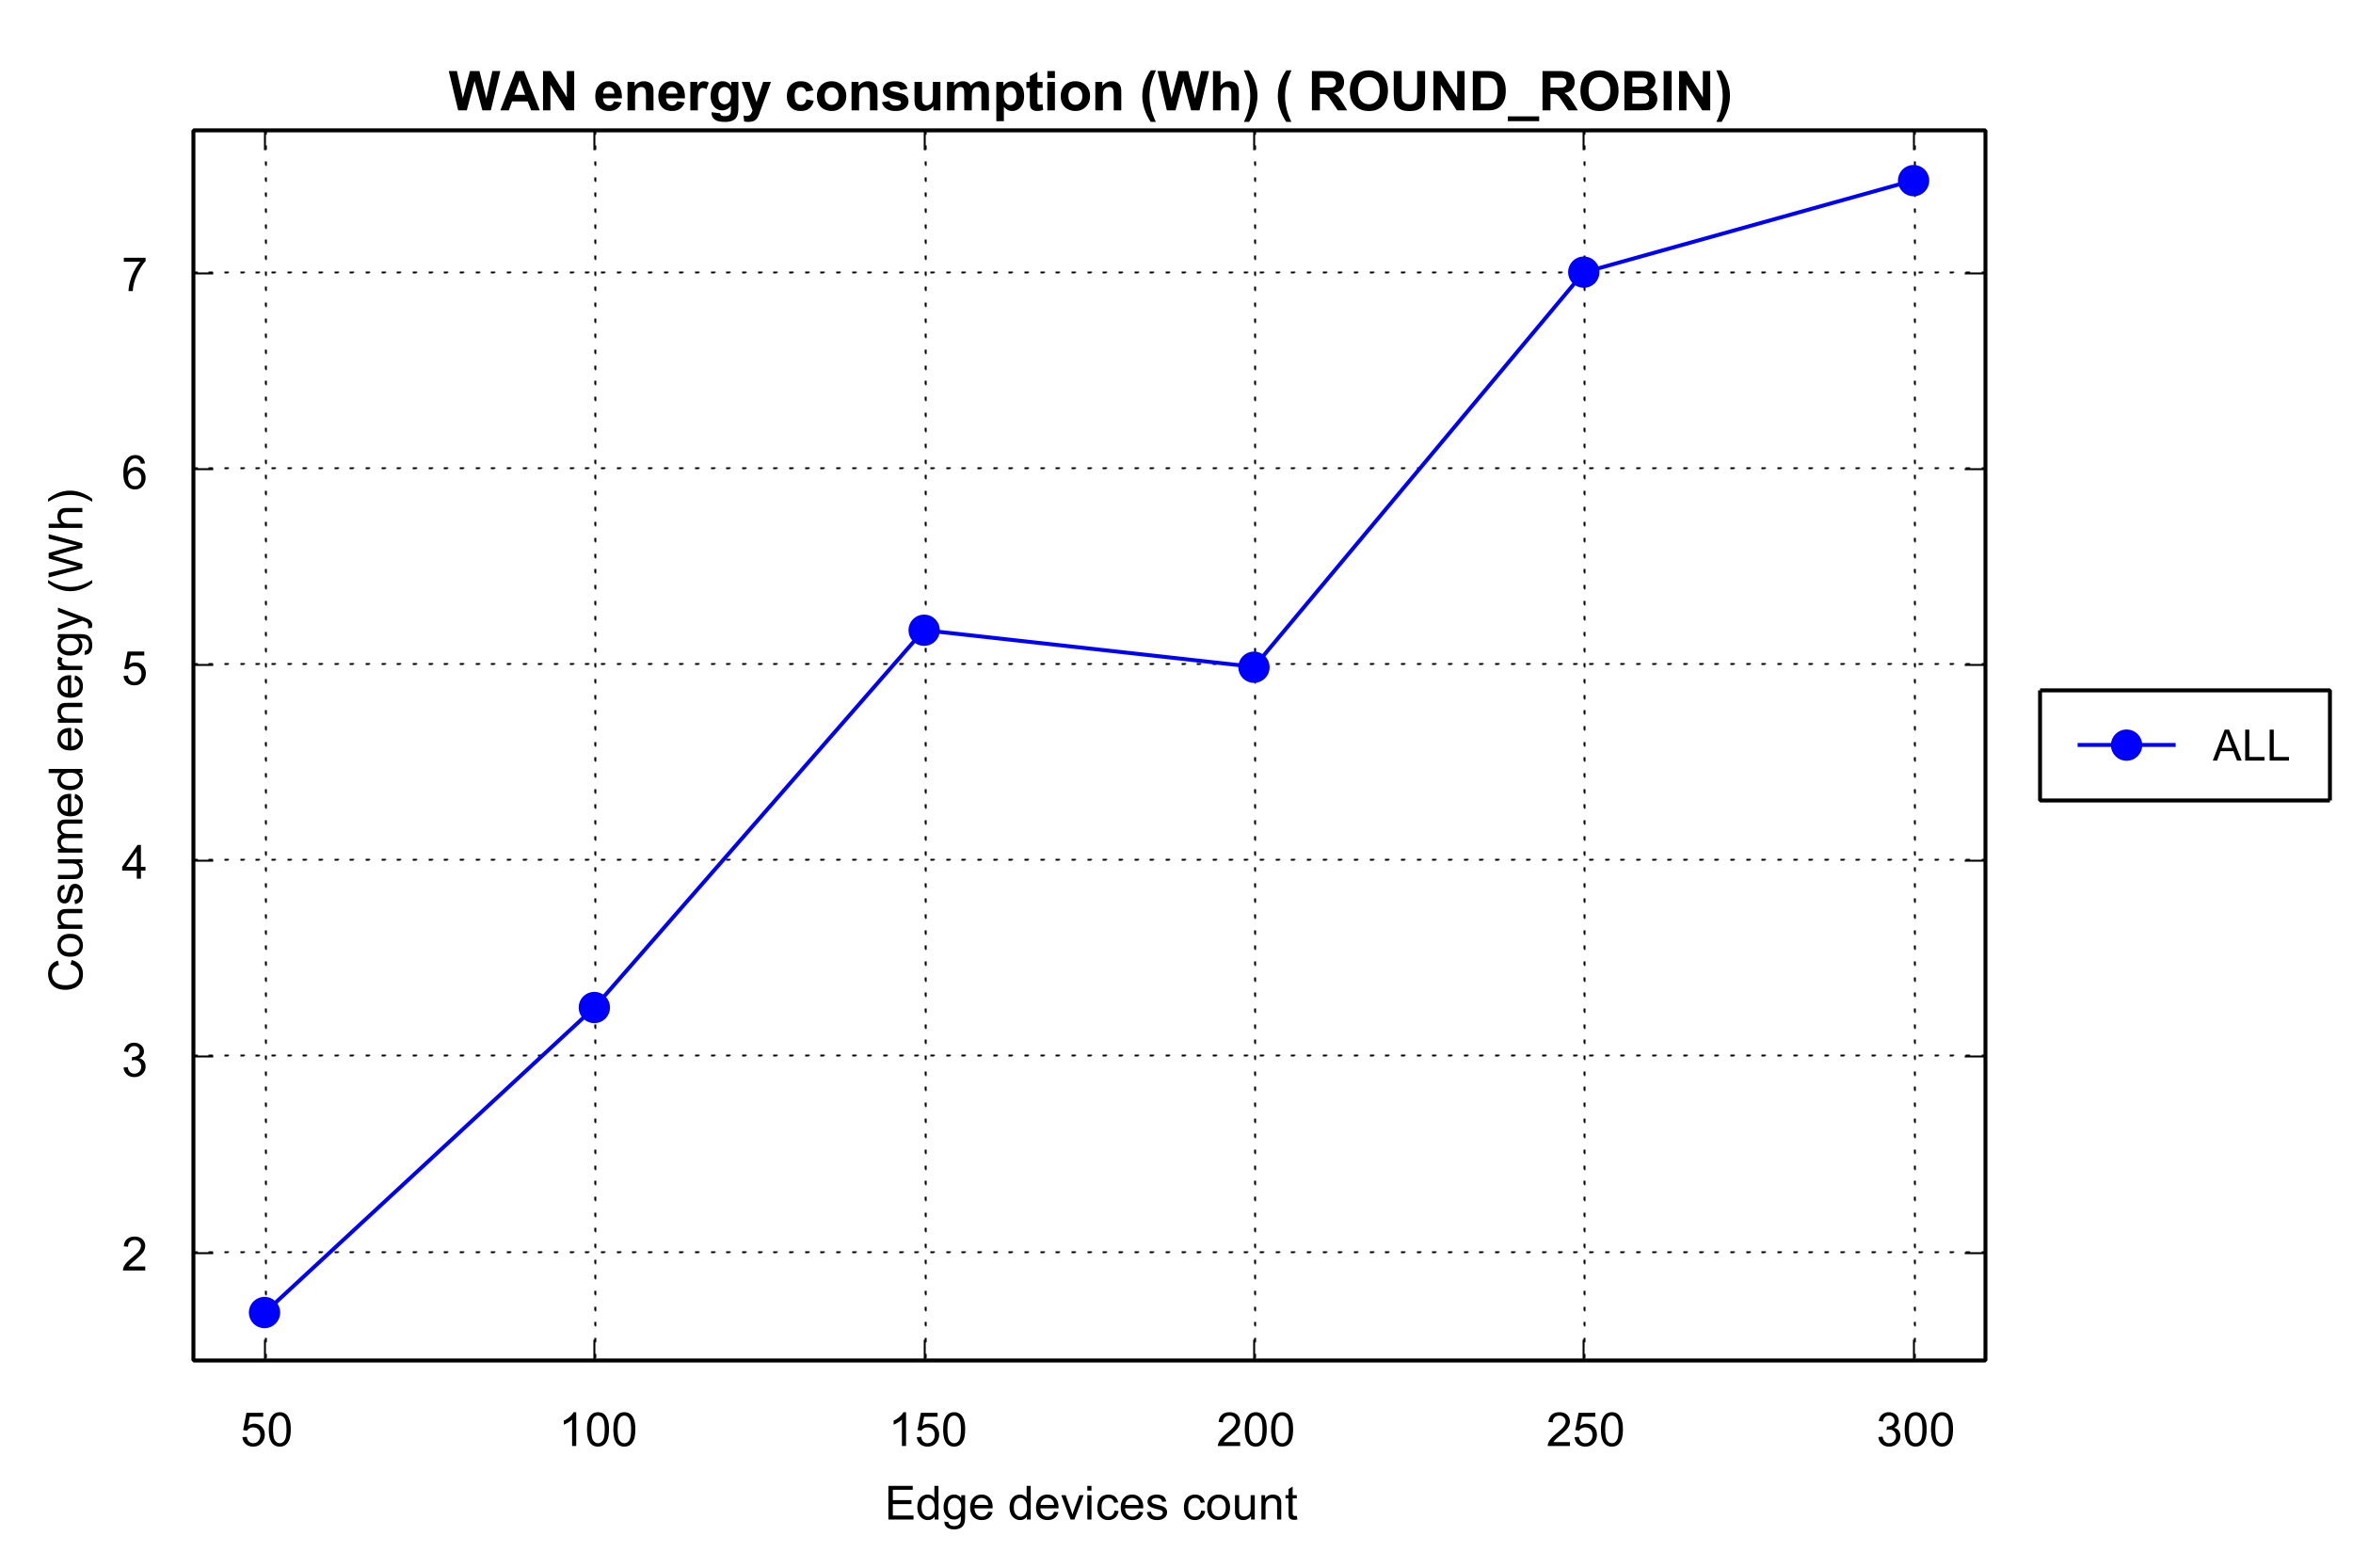 WAN energy consumption (Wh) ( ROUND_ROBIN)
7
6
5
4
3
2
Consumed energy (Wh)
ALL
50 100 150 200 250 300
Edge devices count